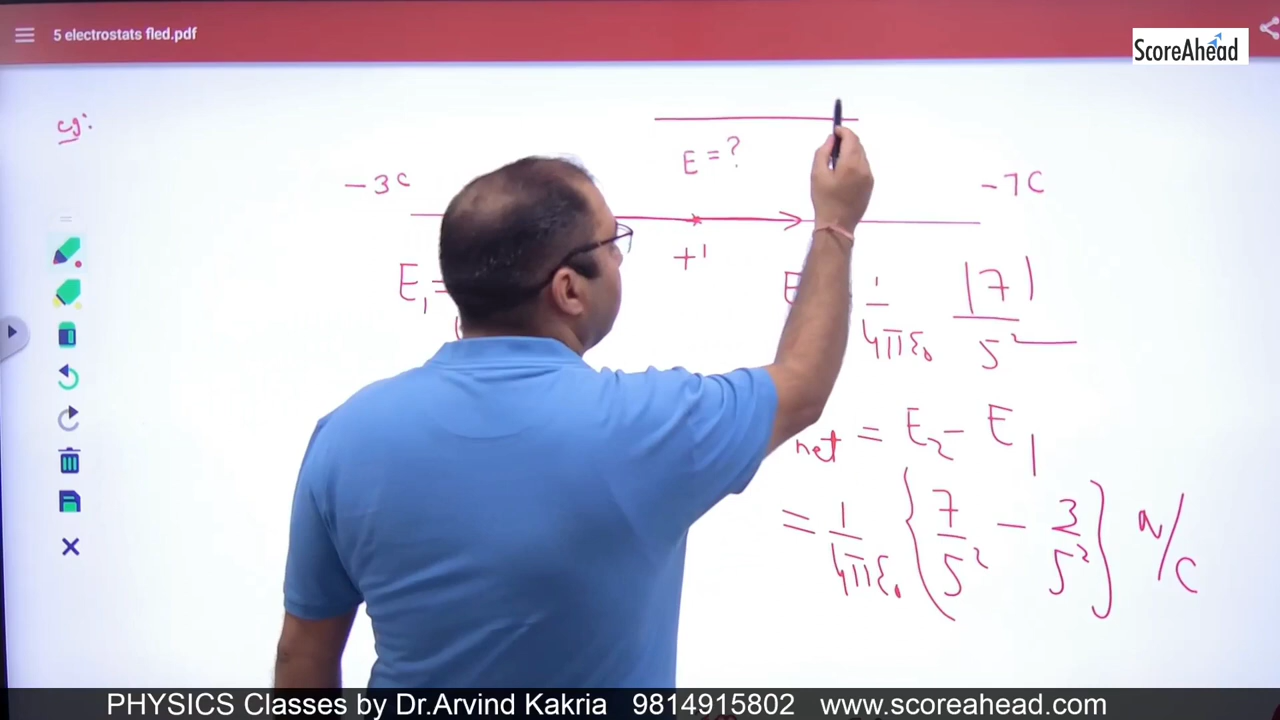 5 electrostats fled.pdf
ScoreAhead
eg:
E = ?
-3C
-7C
+1
E₁ =
E
1/4πε₀ |7|/5²
net = E₂ - E₁
= 1/4πε₀ {7/5² - 3/5²} N/C
PHYSICS Classes by Dr.Arvind Kakria 9814915802 www.scoreahead.com